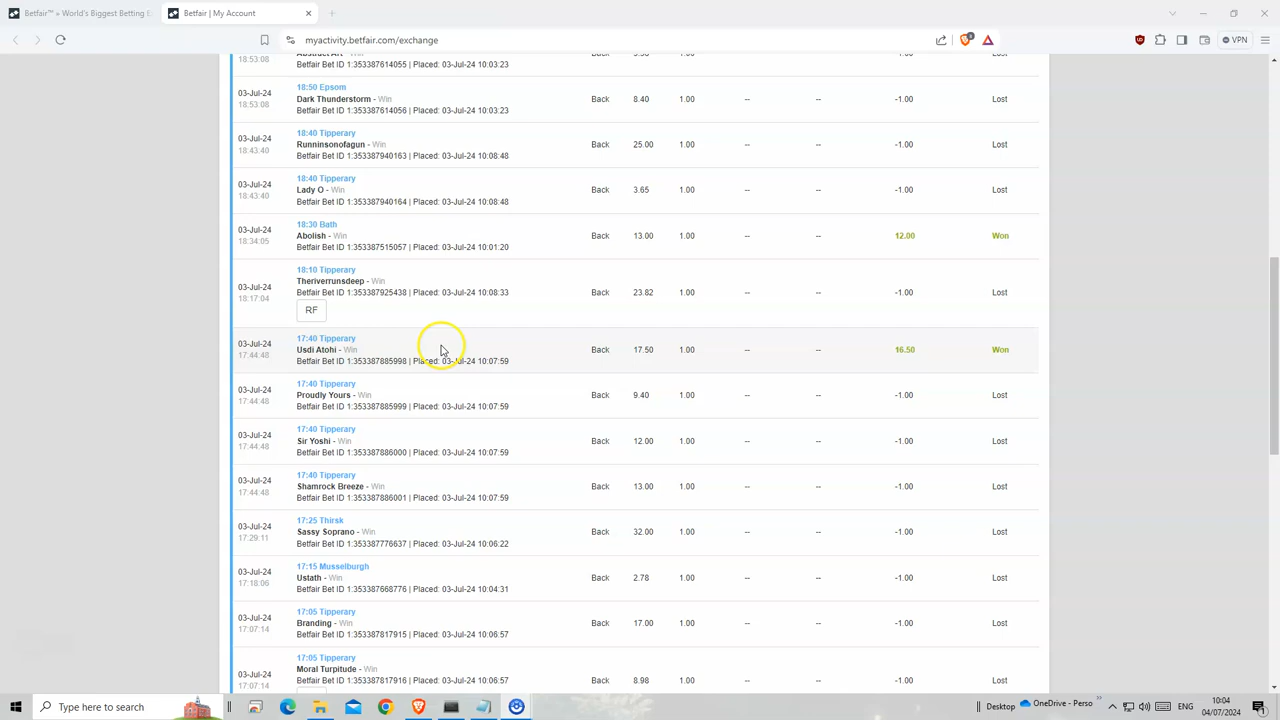 Betfair™ » World's Biggest Betting E
Betfair | My Account
myactivity.betfair.com/exchange
VPN
18:53:08
Betfair Bet ID 1:353387614055 | Placed: 03-Jul-24 10:03:23
-1.00 Lost
18:50 Epsom
03-Jul-24 Dark Thunderstorm - Win Back 8.40 1.00 -- -- -1.00 Lost
18:53:08
Betfair Bet ID 1:353387614056 | Placed: 03-Jul-24 10:03:23
18:40 Tipperary
03-Jul-24 Runninsonofagun - Win Back 25.00 1.00 -- -- -1.00 Lost
18:43:40
Betfair Bet ID 1:353387940163 | Placed: 03-Jul-24 10:08:48
18:40 Tipperary
03-Jul-24 Lady O - Win Back 3.65 1.00 -- -- -1.00 Lost
18:43:40
Betfair Bet ID 1:353387940164 | Placed: 03-Jul-24 10:08:48
18:30 Bath
03-Jul-24 Abolish - Win Back 13.00 1.00 -- -- 12.00 Won
18:34:05
Betfair Bet ID 1:353387515057 | Placed: 03-Jul-24 10:01:20
18:10 Tipperary
Theriverrunsdeep - Win
03-Jul-24 Betfair Bet ID 1:353387925438 | Placed: 03-Jul-24 10:08:33 Back 23.82 1.00 -- -- -1.00 Lost
18:17:04
RF
17:40 Tipperary
03-Jul-24 Usdi Atohi - Win Back 17.50 1.00 -- -- 16.50 Won
17:44:48
Betfair Bet ID 1:353387885998 | Placed: 03-Jul-24 10:07:59
17:40 Tipperary
03-Jul-24 Proudly Yours - Win Back 9.40 1.00 -- -- -1.00 Lost
17:44:48
Betfair Bet ID 1:353387885999 | Placed: 03-Jul-24 10:07:59
17:40 Tipperary
03-Jul-24 Sir Yoshi - Win Back 12.00 1.00 -- -- -1.00 Lost
17:44:48
Betfair Bet ID 1:353387886000 | Placed: 03-Jul-24 10:07:59
17:40 Tipperary
03-Jul-24 Shamrock Breeze - Win Back 13.00 1.00 -- -- -1.00 Lost
17:44:48
Betfair Bet ID 1:353387886001 | Placed: 03-Jul-24 10:07:59
17:25 Thirsk
03-Jul-24 Sassy Soprano - Win Back 32.00 1.00 -- -- -1.00 Lost
17:29:11
Betfair Bet ID 1:353387776637 | Placed: 03-Jul-24 10:06:22
17:15 Musselburgh
03-Jul-24 Ustath - Win Back 2.78 1.00 -- -- -1.00 Lost
17:18:06
Betfair Bet ID 1:353387668776 | Placed: 03-Jul-24 10:04:31
17:05 Tipperary
03-Jul-24 Branding - Win Back 17.00 1.00 -- -- -1.00 Lost
17:07:14
Betfair Bet ID 1:353387817915 | Placed: 03-Jul-24 10:06:57
17:05 Tipperary
Moral Turpitude - Win
03-Jul-24 Betfair Bet ID 1:353387817916 | Placed: 03-Jul-24 10:06:57 Back 8.98 1.00 -- -- -1.00 Lost
17:07:14
Type here to search
Desktop
OneDrive - Perso
ENG
10:04
04/07/2024